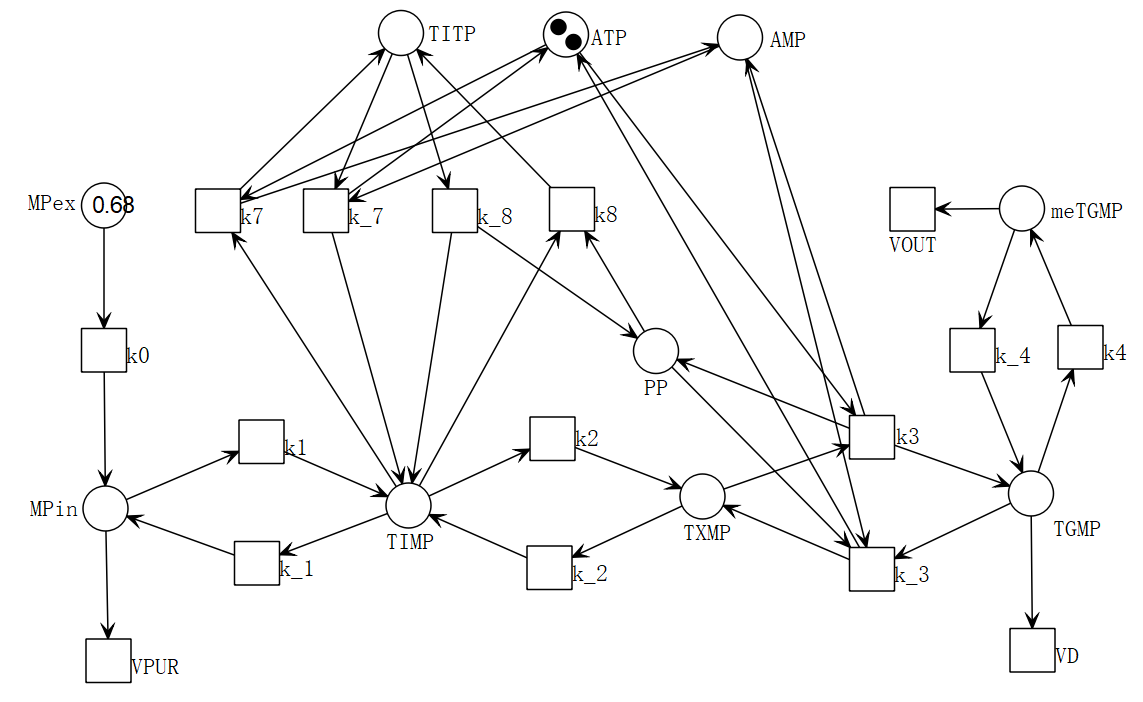 TITP
ATP
AMP
MPex
0.68
k7
k_7
k_8
k8
meTGMP
VOUT
k0
k_4
k4
PP
k1
k2
k3
MPin
TIMP
TXMP
TGMP
k_1
k_2
k_3
VPUR
VD